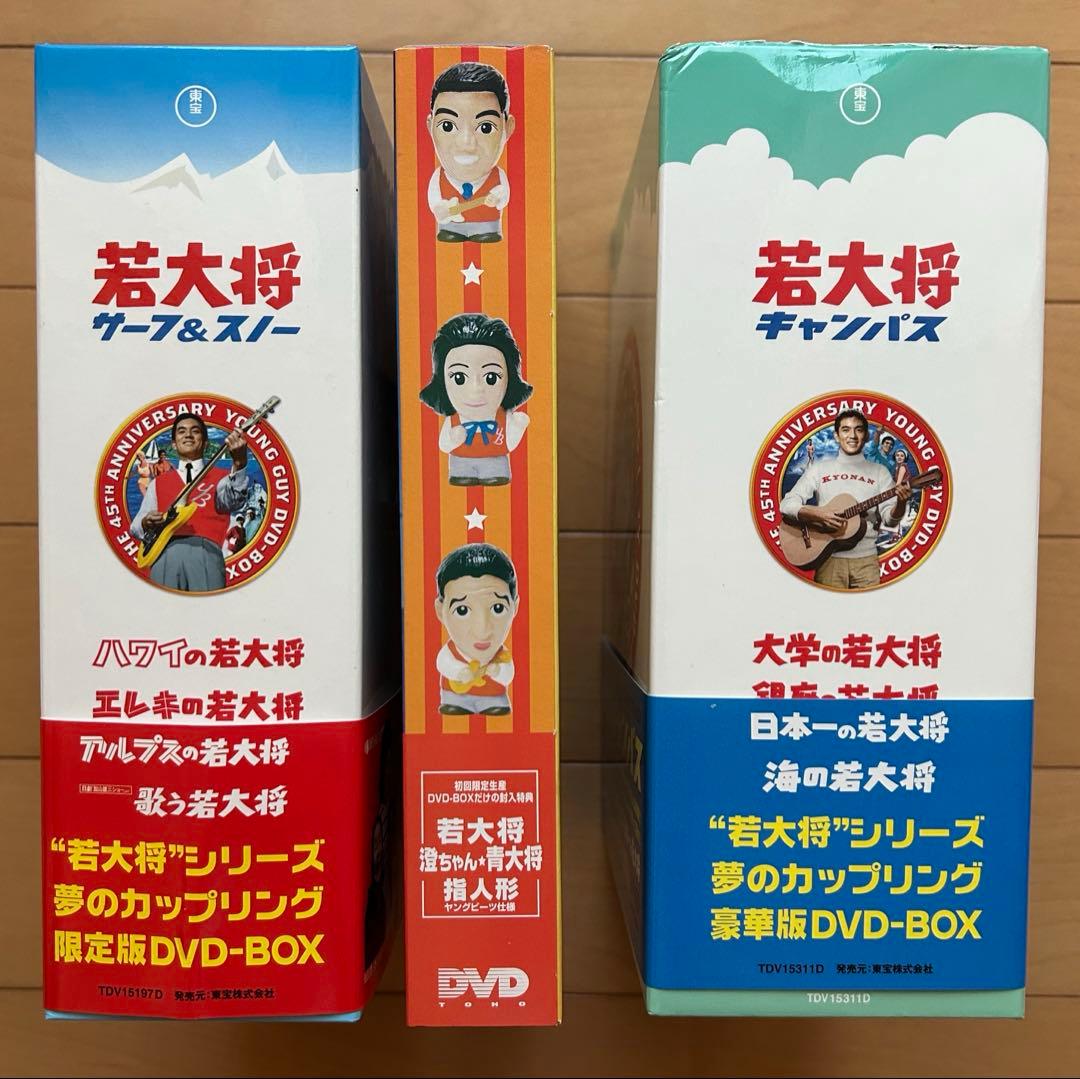 東宝
若大将
サーフ&スノー
THE 45TH ANNIVERSARY YOUNG GUY DVD-BOX
YB
ハワイの若大将
エレキの若大将
アルプスの若大将
歌う若大将
“若大将”シリーズ
夢のカップリング
限定版DVD-BOX
TDV15197D 発売元:東宝株式会社
YB
初回限定生産
DVD-BOXだけの封入特典
若大将
澄ちゃん★青大将
指人形
ヤングビーツ仕様
DVD
TOHO
東宝
若大将
キャンパス
THE 45TH ANNIVERSARY YOUNG GUY DVD-BOX
KYONAN
大学の若大将
銀座の若大将
日本一の若大将
海の若大将
“若大将”シリーズ
夢のカップリング
豪華版DVD-BOX
TDV15311D 発売元:東宝株式会社
TDV15311D